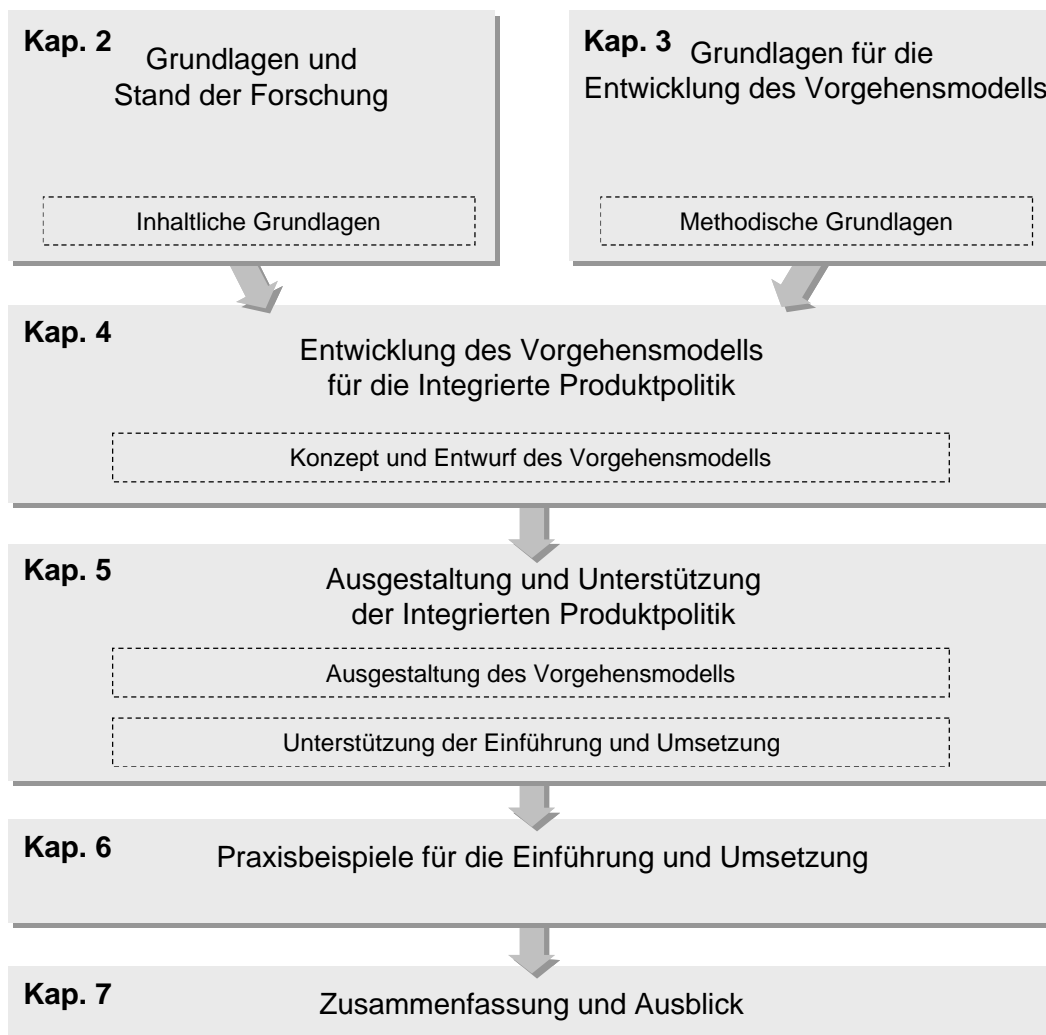 Kap. 2
Grundlagen und
Stand der Forschung
Inhaltliche Grundlagen
Kap. 3
Grundlagen für die
Entwicklung des Vorgehensmodells
Methodische Grundlagen
Kap. 4
Entwicklung des Vorgehensmodells
für die Integrierte Produktpolitik
Konzept und Entwurf des Vorgehensmodells
Kap. 5
Ausgestaltung und Unterstützung
der Integrierten Produktpolitik
Ausgestaltung des Vorgehensmodells
Unterstützung der Einführung und Umsetzung
Kap. 6
Praxisbeispiele für die Einführung und Umsetzung
Kap. 7
Zusammenfassung und Ausblick